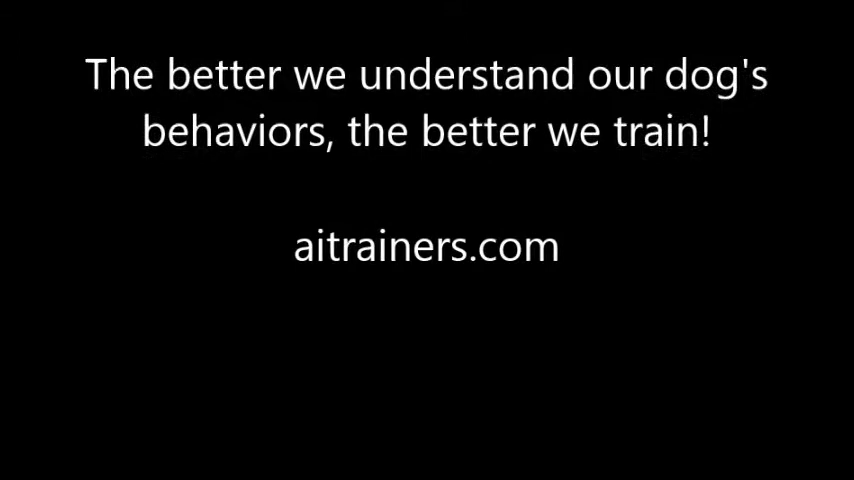 The better we understand our dog's
behaviors, the better we train!
aitrainers.com